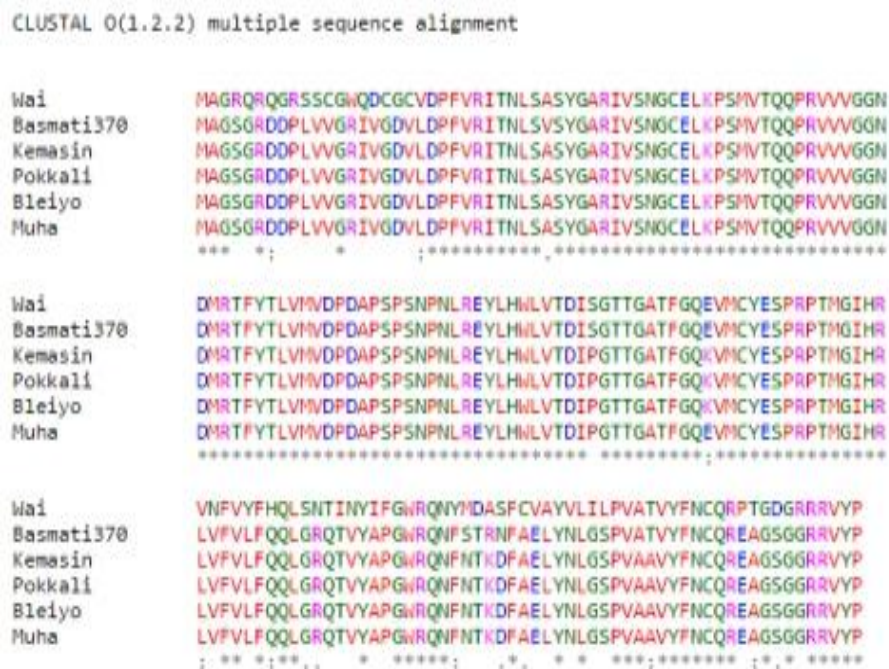 CLUSTAL O(1.2.2) multiple sequence alignment
Wai MAGRQRQGRSSCGWQDCGCVDPFVRITNLSASYGARIVSNGCELKPSMVTQQPRVVVGGN
Basmati370 MAGSGRDDPLVVGRIVGDVLDPFVRITNLSVSYGARIVSNGCELKPSMVTQQPRVVVGGN
Kemasin MAGSGRDDPLVVGRIVGDVLDPFVRITNLSASYGARIVSNGCELKPSMVTQQPRVVVGGN
Pokkali MAGSGRDDPLVVGRIVGDVLDPFVRITNLSASYGARIVSNGCELKPSMVTQQPRVVVGGN
Bleiyo MAGSGRDDPLVVGRIVGDVLDPFVRITNLSASYGARIVSNGCELKPSMVTQQPRVVVGGN
Muha MAGSGRDDPLVVGRIVGDVLDPFVRITNLSASYGARIVSNGCELKPSMVTQQPRVVVGGN
*** *: * :**********.*****************************
Wai DMRTFYTLVMVDPDAPSPSNPNLREYLHWLVTDISGTTGATFGQEVMCYESPRPTMGIHR
Basmati370 DMRTFYTLVMVDPDAPSPSNPNLREYLHWLVTDISGTTGATFGQEVMCYESPRPTMGIHR
Kemasin DMRTFYTLVMVDPDAPSPSNPNLREYLHWLVTDIPGTTGATFGQKVMCYESPRPTMGIHR
Pokkali DMRTFYTLVMVDPDAPSPSNPNLREYLHWLVTDIPGTTGATFGQKVMCYESPRPTMGIHR
Bleiyo DMRTFYTLVMVDPDAPSPSNPNLREYLHWLVTDIPGTTGATFGQKVMCYESPRPTMGIHR
Muha DMRTFYTLVMVDPDAPSPSNPNLREYLHWLVTDIPGTTGATFGQEVMCYESPRPTMGIHR
********************************** *********:***************
Wai VNFVYFHQLSNTINYIFGWRQNYMDASFCVAYVLILPVATVYFNCQRPTGDGRRRVYP
Basmati370 LVFVLFQQLGRQTVYAPGWRQNFSTRNFAELYNLGSPVATVYFNCQREAGSGGRRVYP
Kemasin LVFVLFQQLGRQTVYAPGWRQNFNTKDFAELYNLGSPVAAVYFNCQREAGSGGRRVYP
Pokkali LVFVLFQQLGRQTVYAPGWRQNFNTKDFAELYNLGSPVAAVYFNCQREAGSGGRRVYP
Bleiyo LVFVLFQQLGRQTVYAPGWRQNFNTKDFAELYNLGSPVAAVYFNCQREAGSGGRRVYP
Muha LVFVLFQQLGRQTVYAPGWRQNFNTKDFAELYNLGSPVAAVYFNCQREAGSGGRRVYP
: ** *:**.. * *****: .*. * * ***:******* :*.* *****